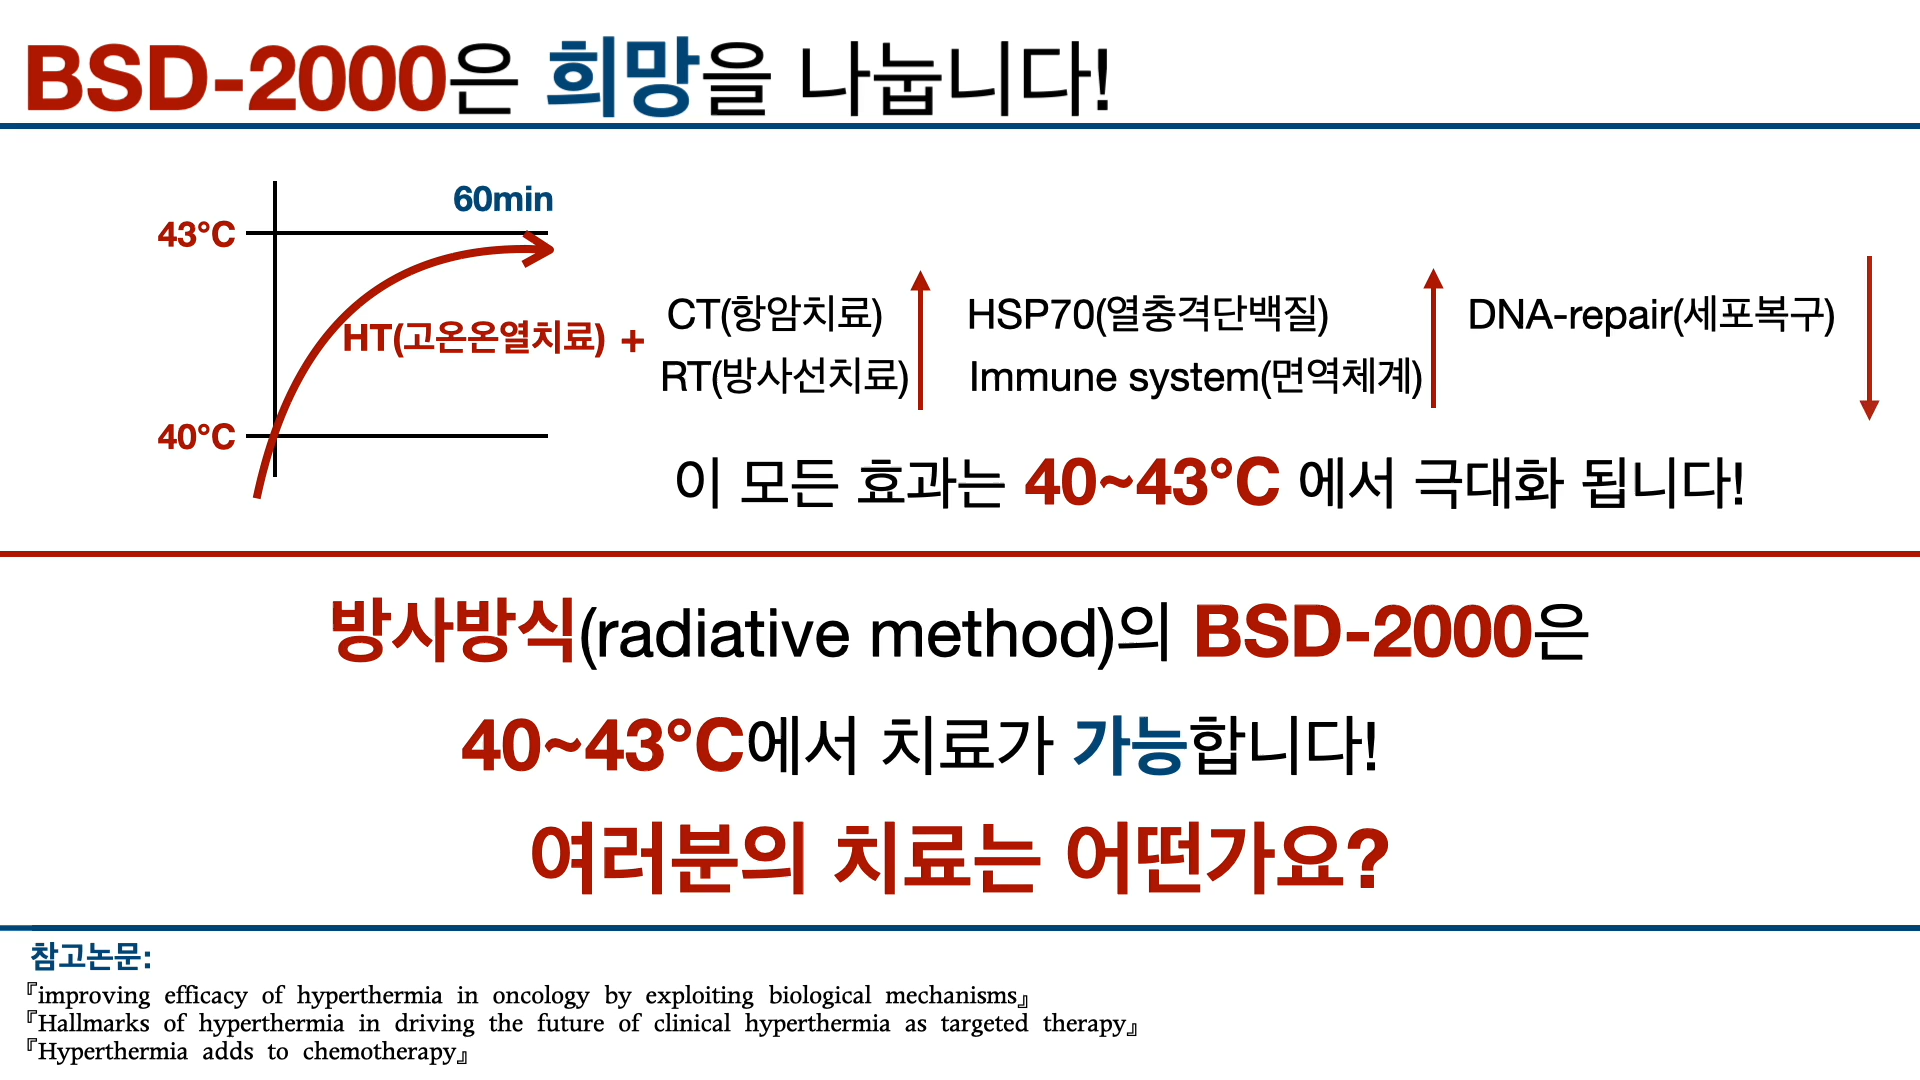 BSD-2000은 희망을 나눕니다!
60min
43°C
HT(고온온열치료) +
40°C
CT(항암치료)
RT(방사선치료)
HSP70(열충격단백질)
Immune system(면역체계)
DNA-repair(세포복구)
이 모든 효과는 40~43°C 에서 극대화 됩니다!
방사방식(radiative method)의 BSD-2000은
40~43°C에서 치료가 가능합니다!
여러분의 치료는 어떤가요?
참고논문:
『improving efficacy of hyperthermia in oncology by exploiting biological mechanisms』
『Hallmarks of hyperthermia in driving the future of clinical hyperthermia as targeted therapy』
『Hyperthermia adds to chemotherapy』